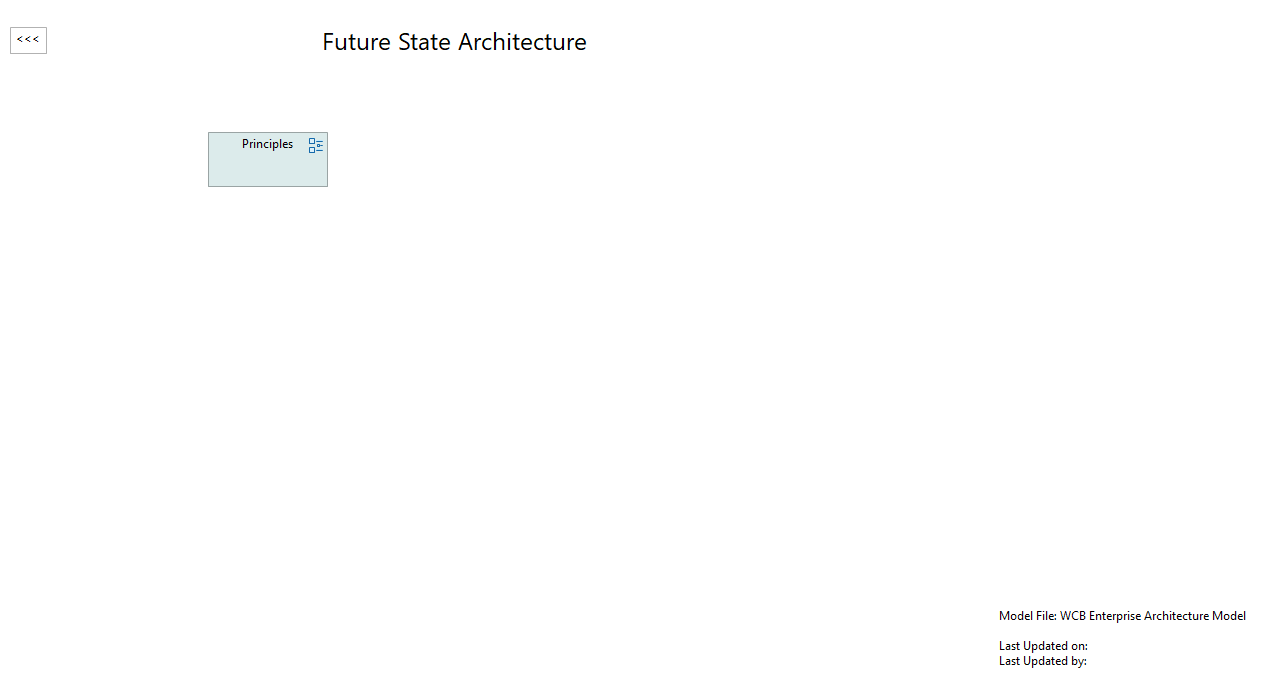 <<<
Future State Architecture
Principles
Model File: WCB Enterprise Architecture Model
Last Updated on:
Last Updated by: